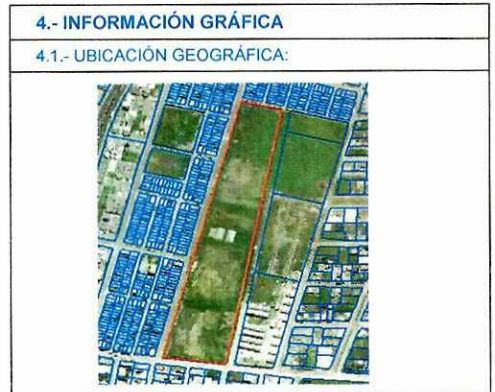 4.- INFORMACIÓN GRÁFICA
4.1.- UBICACIÓN GEOGRÁFICA: